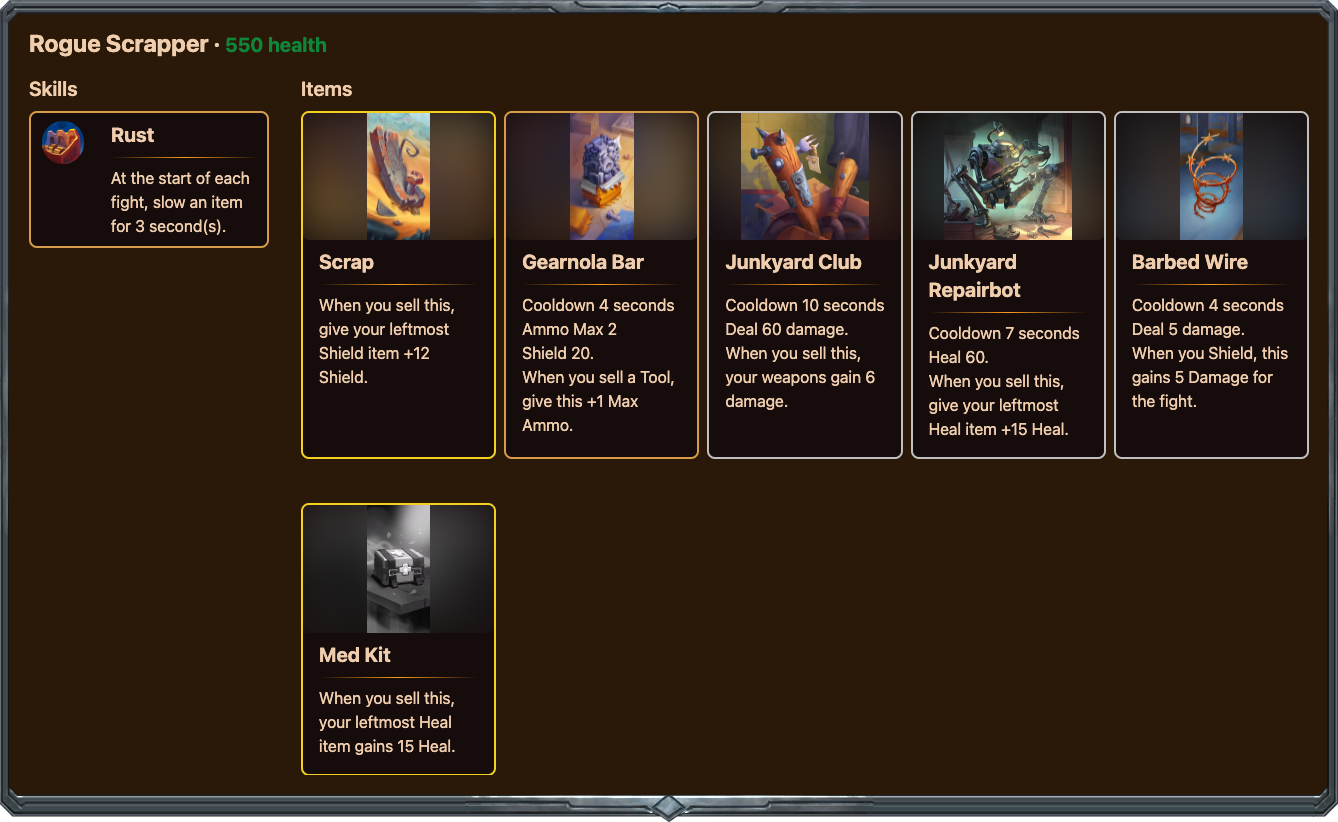 Rogue Scrapper · 550 health
Skills
Rust
At the start of each
fight, slow an item
for 3 second(s).
Items
Scrap
When you sell this,
give your leftmost
Shield item +12
Shield.
Gearnola Bar
Cooldown 4 seconds
Ammo Max 2
Shield 20.
When you sell a Tool,
give this +1 Max
Ammo.
Junkyard Club
Cooldown 10 seconds
Deal 60 damage.
When you sell this,
your weapons gain 6
damage.
Junkyard
Repairbot
Cooldown 7 seconds
Heal 60.
When you sell this,
give your leftmost
Heal item +15 Heal.
Barbed Wire
Cooldown 4 seconds
Deal 5 damage.
When you Shield, this
gains 5 Damage for
the fight.
Med Kit
When you sell this,
your leftmost Heal
item gains 15 Heal.